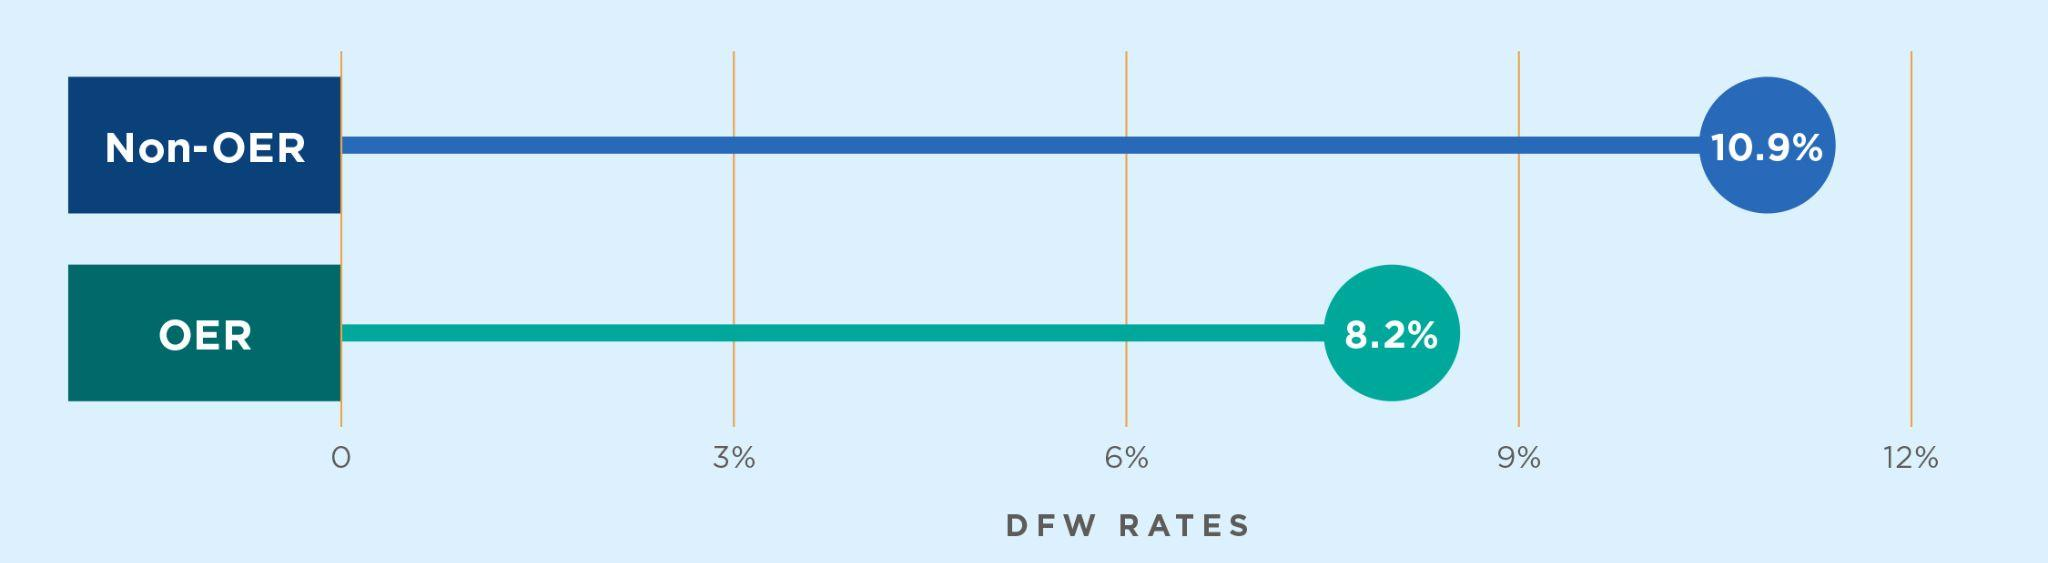 Non-OER
10.9%
OER
8.2%
0 3% 6% 9% 12%
DFW RATES